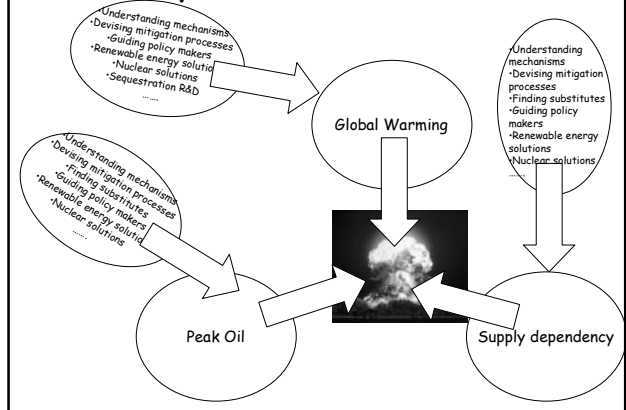 •Understanding mechanisms
•Devising mitigation processes
•Guiding policy makers
•Renewable energy
•Nuclear solutions
•Sequestration R&D
…….
Global Warming
•Understanding
mechanisms
•Devising mitigation
processes
•Finding substitutes
•Guiding policy
makers
•Renewable energy
solutions
•Nuclear solutions
…….
•Understanding mechanisms
•Devising mitigation processes
•Finding substitutes
•Guiding policy makers
•Renewable energy
•Nuclear solutions
…….
Peak Oil
Supply dependency